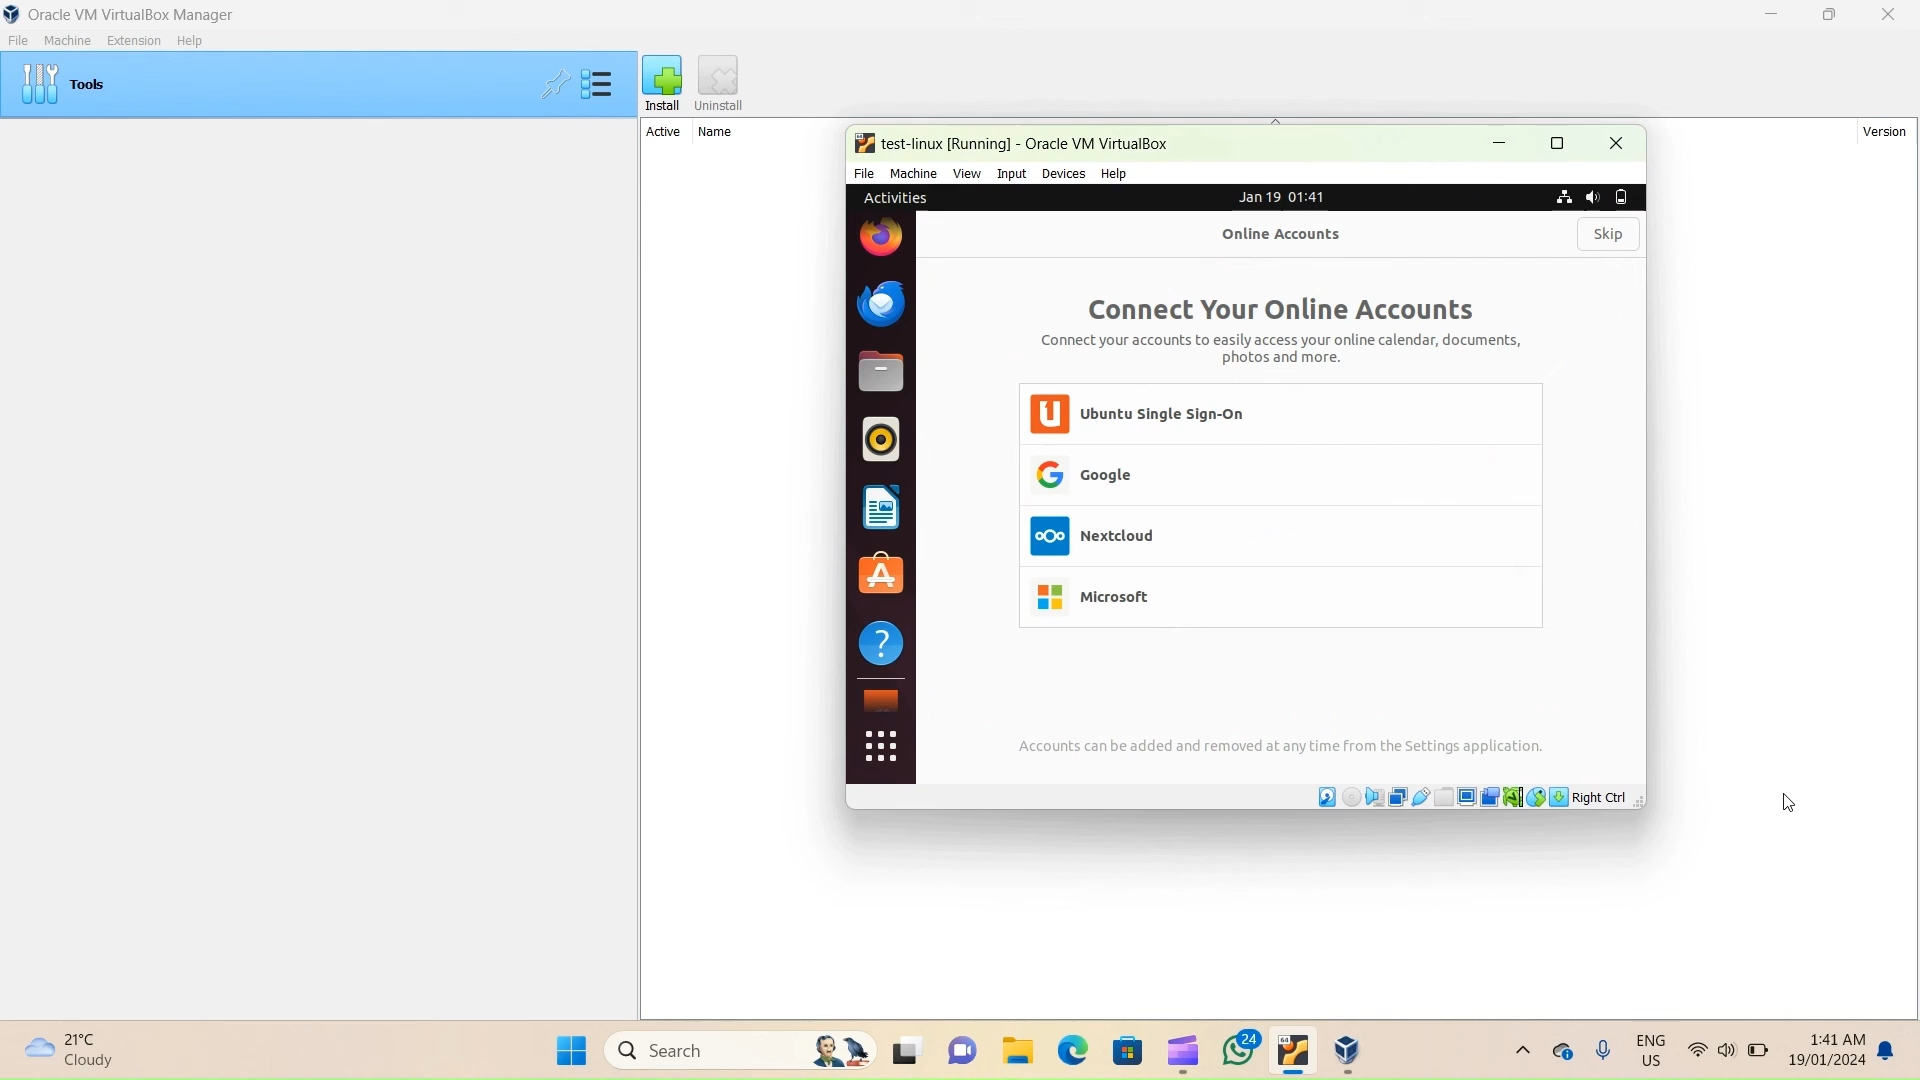 Oracle VM VirtualBox Manager
File Machine Extension Help
Tools
Install Uninstall
Active Name Version
test-linux [Running] - Oracle VM VirtualBox
File Machine View Input Devices Help
Activities Jan 19 01:41
Online Accounts Skip
Connect Your Online Accounts
Connect your accounts to easily access your online calendar, documents,
photos and more.
Ubuntu Single Sign-On
Google
Nextcloud
Microsoft
Accounts can be added and removed at any time from the Settings application.
Right Ctrl
21°C
Cloudy
Search
24
64
ENG
US
1:41 AM
19/01/2024